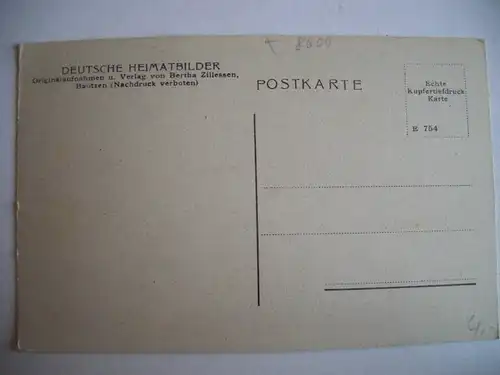 DEUTSCHE HEIMATBILDER
Originalaufnahmen u. Verlag von Bertha Zillessen,
Bautzen (Nachdruck verboten)
POSTKARTE
Echte
Kupfertiefdruck
Karte
E 754